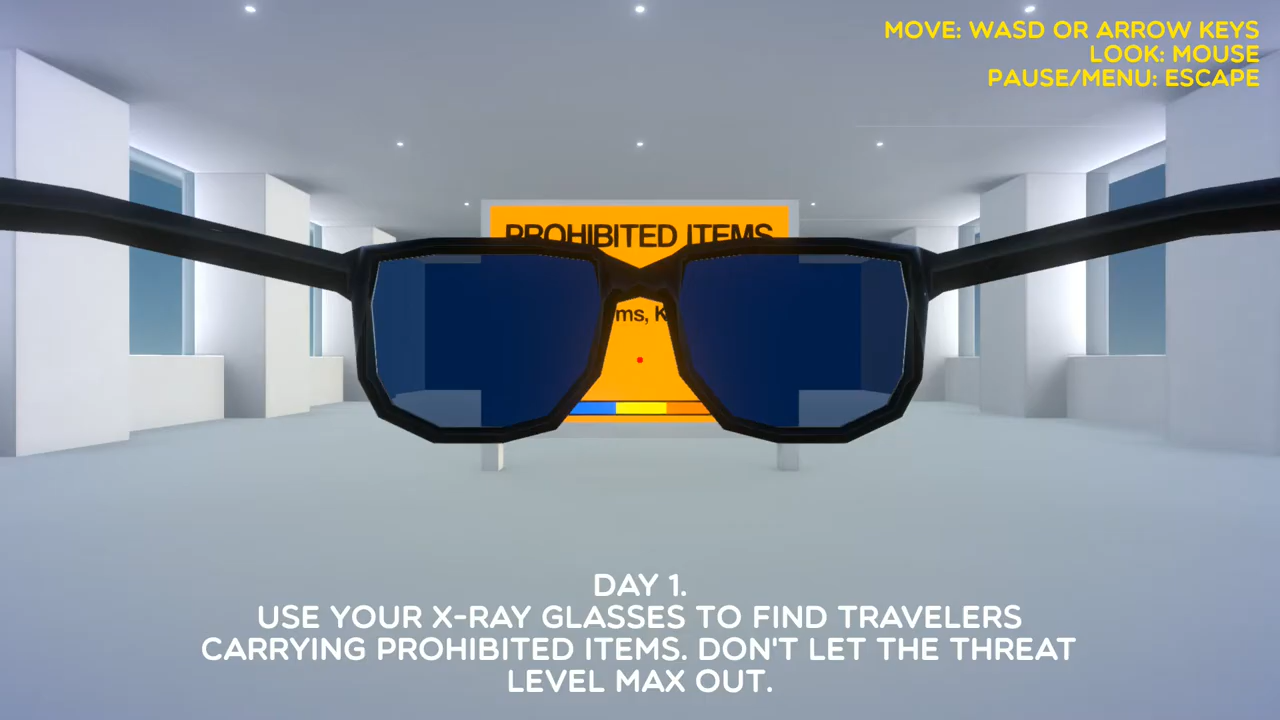 MOVE: WASD OR ARROW KEYS
LOOK: MOUSE
PAUSE/MENU: ESCAPE
PROHIBITED ITEMS
DAY 1.
USE YOUR X-RAY GLASSES TO FIND TRAVELERS
CARRYING PROHIBITED ITEMS. DON'T LET THE THREAT
LEVEL MAX OUT.